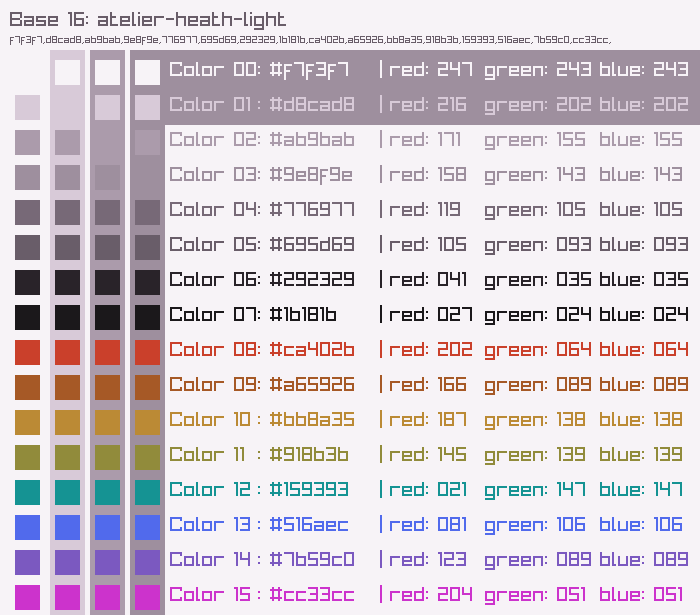 Base 16: atelier-heath-light
f7f3f7,d8cad8,ab9bab,9e8f9e,776977,695d69,292329,1b181b,ca402b,a65926,bb8a35,918b3b,159393,516aec,7b59c0,cc33cc,
Color 00: #f7f3f7 | red: 247 green: 243 blue: 243
Color 01 : #d8cad8 | red: 216 green: 202 blue: 202
Color 02: #ab9bab | red: 171 green: 155 blue: 155
Color 03: #9e8f9e | red: 158 green: 143 blue: 143
Color 04: #776977 | red: 119 green: 105 blue: 105
Color 05: #695d69 | red: 105 green: 093 blue: 093
Color 06: #292329 | red: 041 green: 035 blue: 035
Color 07: #1b181b | red: 027 green: 024 blue: 024
Color 08: #ca402b | red: 202 green: 064 blue: 064
Color 09: #a65926 | red: 166 green: 089 blue: 089
Color 10 : #bb8a35 | red: 187 green: 138 blue: 138
Color 11 : #918b3b | red: 145 green: 139 blue: 139
Color 12 : #159393 | red: 021 green: 147 blue: 147
Color 13 : #516aec | red: 081 green: 106 blue: 106
Color 14 : #7b59c0 | red: 123 green: 089 blue: 089
Color 15 : #cc33cc | red: 204 green: 051 blue: 051